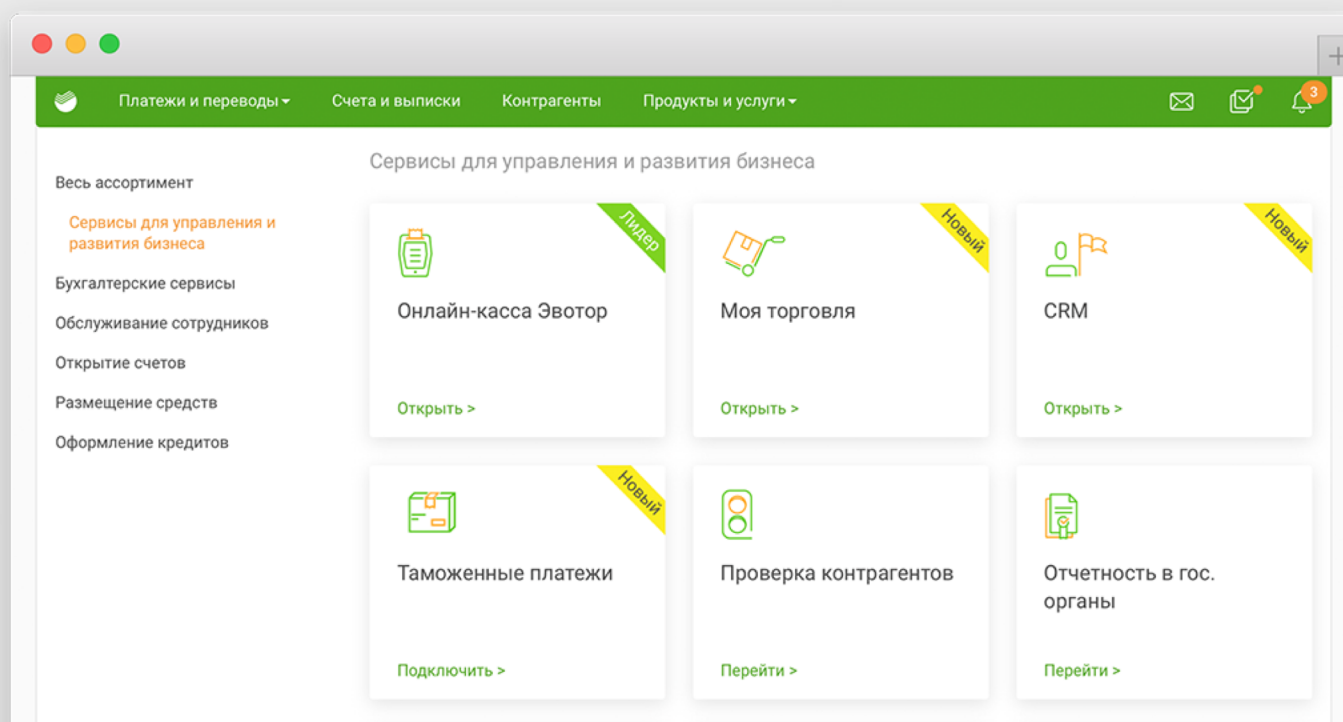 +
Платежи и переводы
Счета и выписки
Контрагенты
Продукты и услуги
3
Весь ассортимент
Сервисы для управления и
развития бизнеса
Бухгалтерские сервисы
Обслуживание сотрудников
Открытие счетов
Размещение средств
Оформление кредитов
Сервисы для управления и развития бизнеса
Лидер
Онлайн-касса Эвотор
Открыть >
Новый
Моя торговля
Открыть >
Новый
CRM
Открыть >
Новый
Таможенные платежи
Подключить >
Проверка контрагентов
Перейти >
Отчетность в гос.
органы
Перейти >